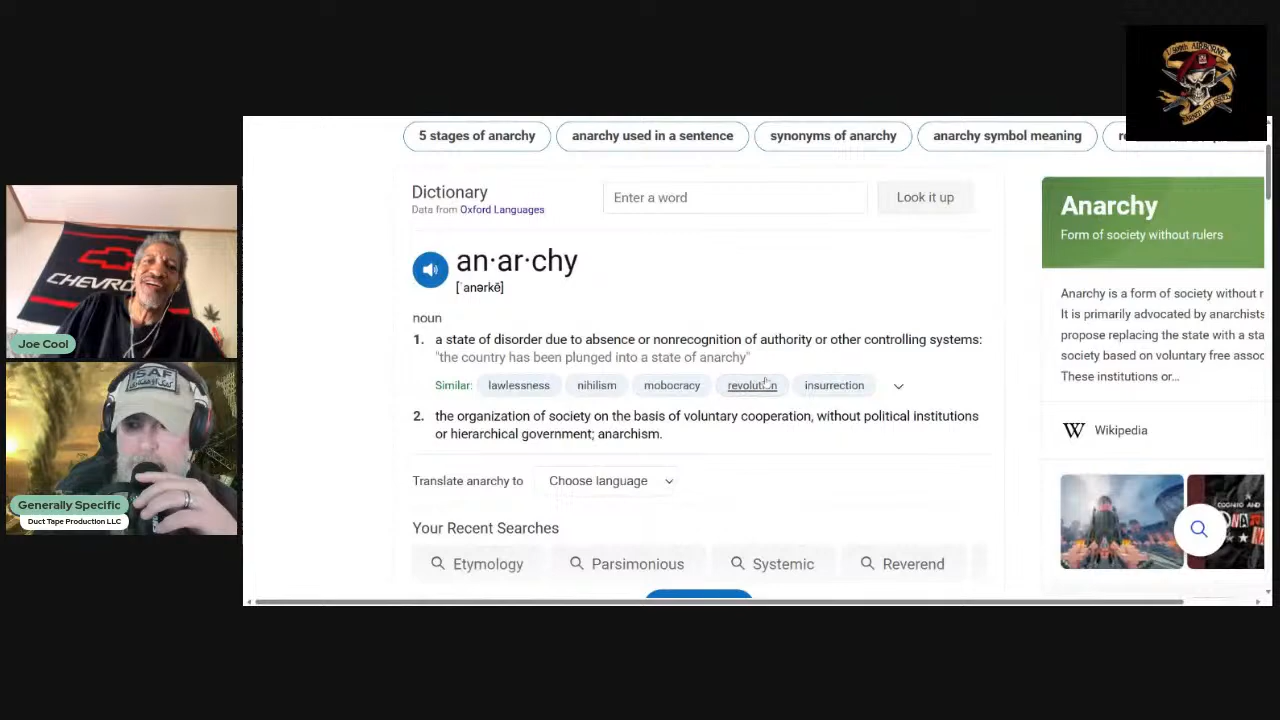 5 stages of anarchy
anarchy used in a sentence
synonyms of anarchy
anarchy symbol meaning
Dictionary
Data from Oxford Languages
Enter a word
Look it up
Anarchy
Form of society without rulers
an·ar·chy
[ˈanərkē]
noun
1. a state of disorder due to absence or nonrecognition of authority or other controlling systems:
"the country has been plunged into a state of anarchy"
Similar: lawlessness nihilism mobocracy revolution insurrection
2. the organization of society on the basis of voluntary cooperation, without political institutions
or hierarchical government; anarchism.
Anarchy is a form of society without r
It is primarily advocated by anarchists
propose replacing the state with a sta
society based on voluntary free assoc
These institutions or...
Wikipedia
Translate anarchy to Choose language
Your Recent Searches
Etymology
Parsimonious
Systemic
Reverend
CHEVRO
Joe Cool
ISAF
Generally Specific
Duct Tape Production LLC
AIRBORNE